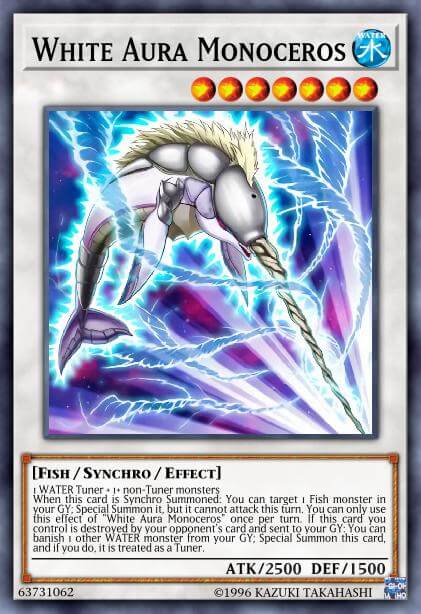 WHITE AURA MONOCEROS
WATER
水
[FISH / SYNCHRO / EFFECT]
1 WATER Tuner + 1+ non-Tuner monsters
When this card is Synchro Summoned: You can target 1 Fish monster in
your GY; Special Summon it, but it cannot attack this turn. You can only use
this effect of "White Aura Monoceros" once per turn. If this card you
control is destroyed by your opponent's card and sent to your GY: You can
banish 1 other WATER monster from your GY; Special Summon this card,
and if you do, it is treated as a Tuner.
ATK/2500 DEF/1500
63731062
©1996 KAZUKI TAKAHASHI